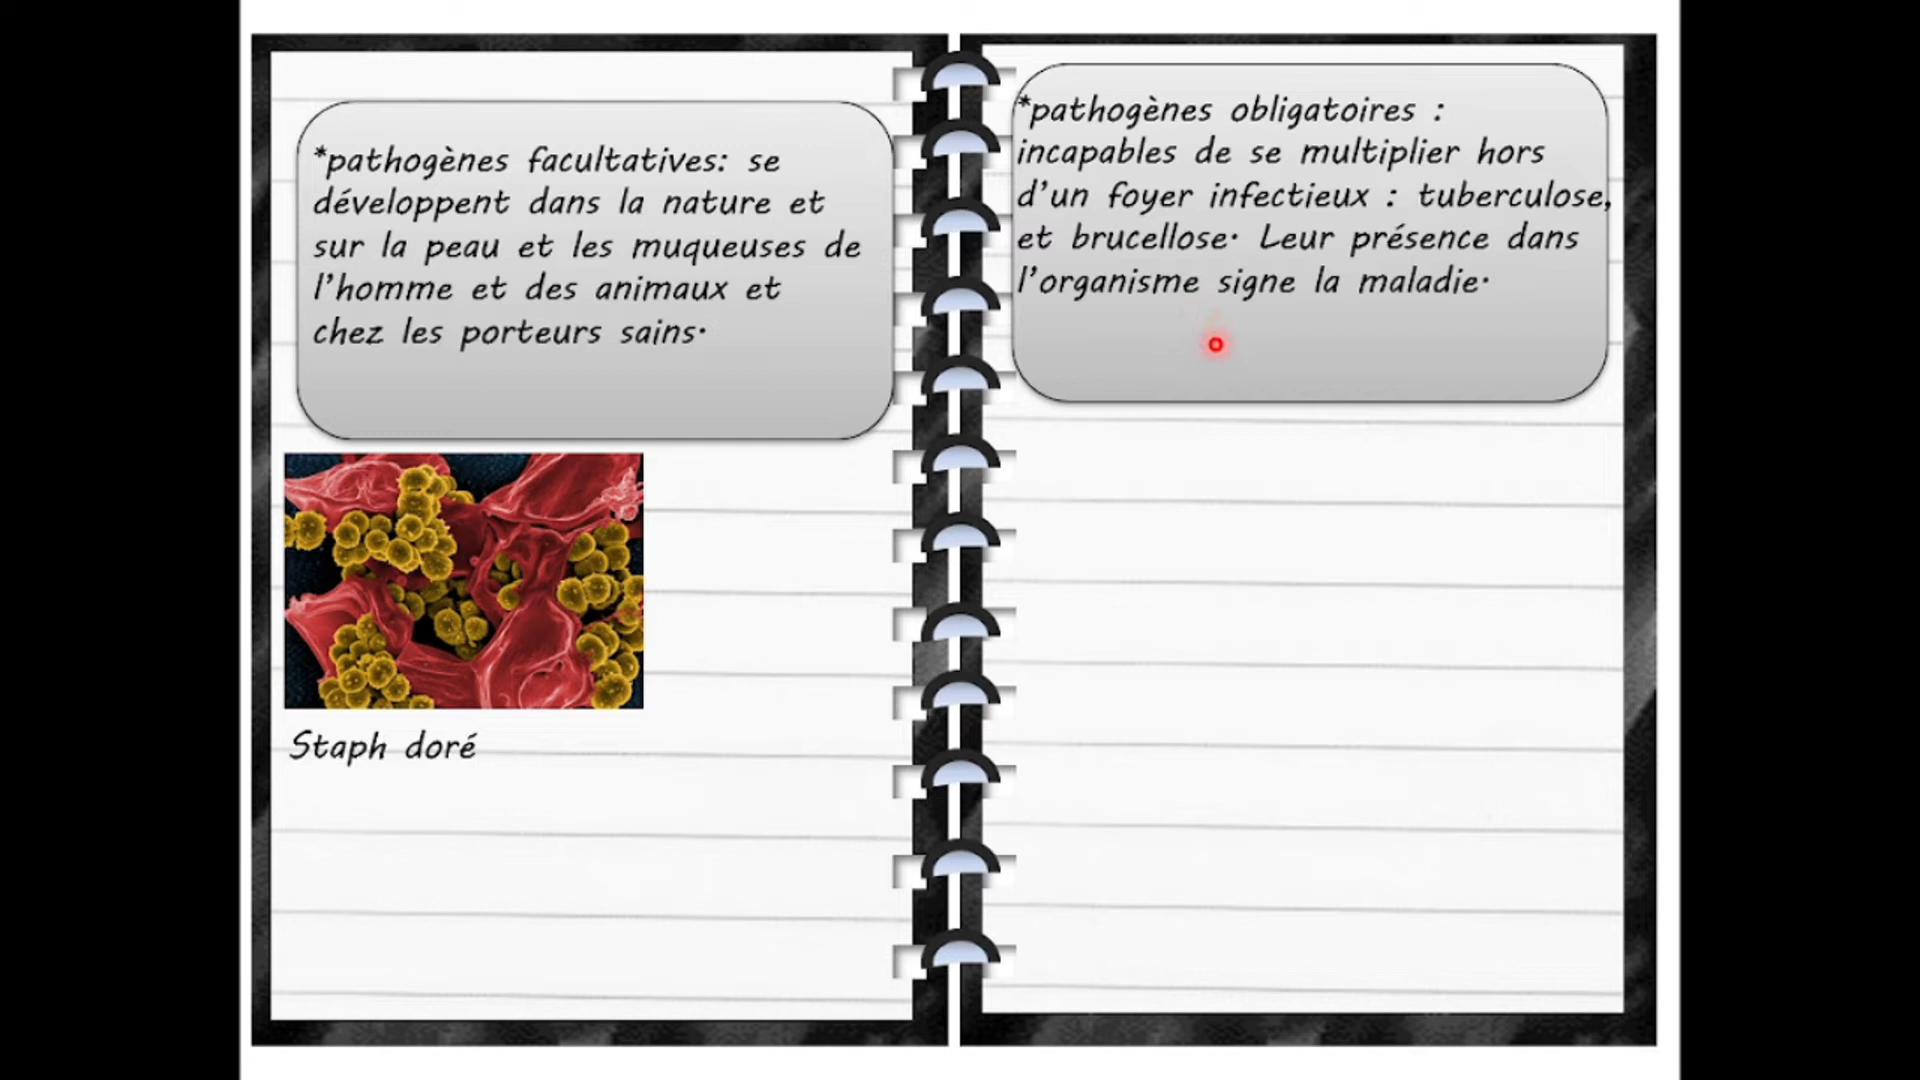 *pathogènes facultatives: se
développent dans la nature et
sur la peau et les muqueuses de
l'homme et des animaux et
chez les porteurs sains·
Staph doré
*pathogènes obligatoires :
incapables de se multiplier hors
d'un foyer infectieux : tuberculose,
et brucellose· Leur présence dans
l'organisme signe la maladie·